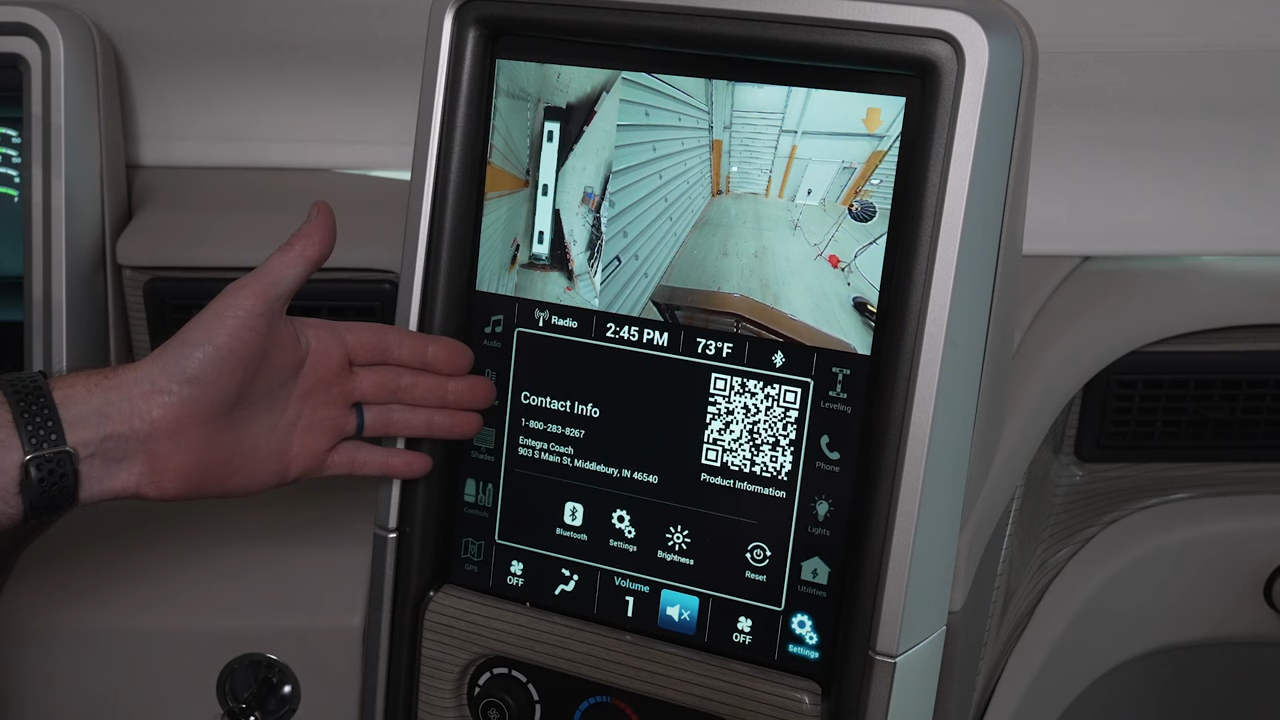 Radio
2:45 PM
73°F
Audio
Shades
Controls
GPS
Contact Info
1-800-283-8267
Entegra Coach
903 S Main St, Middlebury, IN 46540
Product Information
Bluetooth
Settings
Brightness
Reset
Leveling
Phone
Lights
Utilities
Settings
OFF
Volume
1
OFF